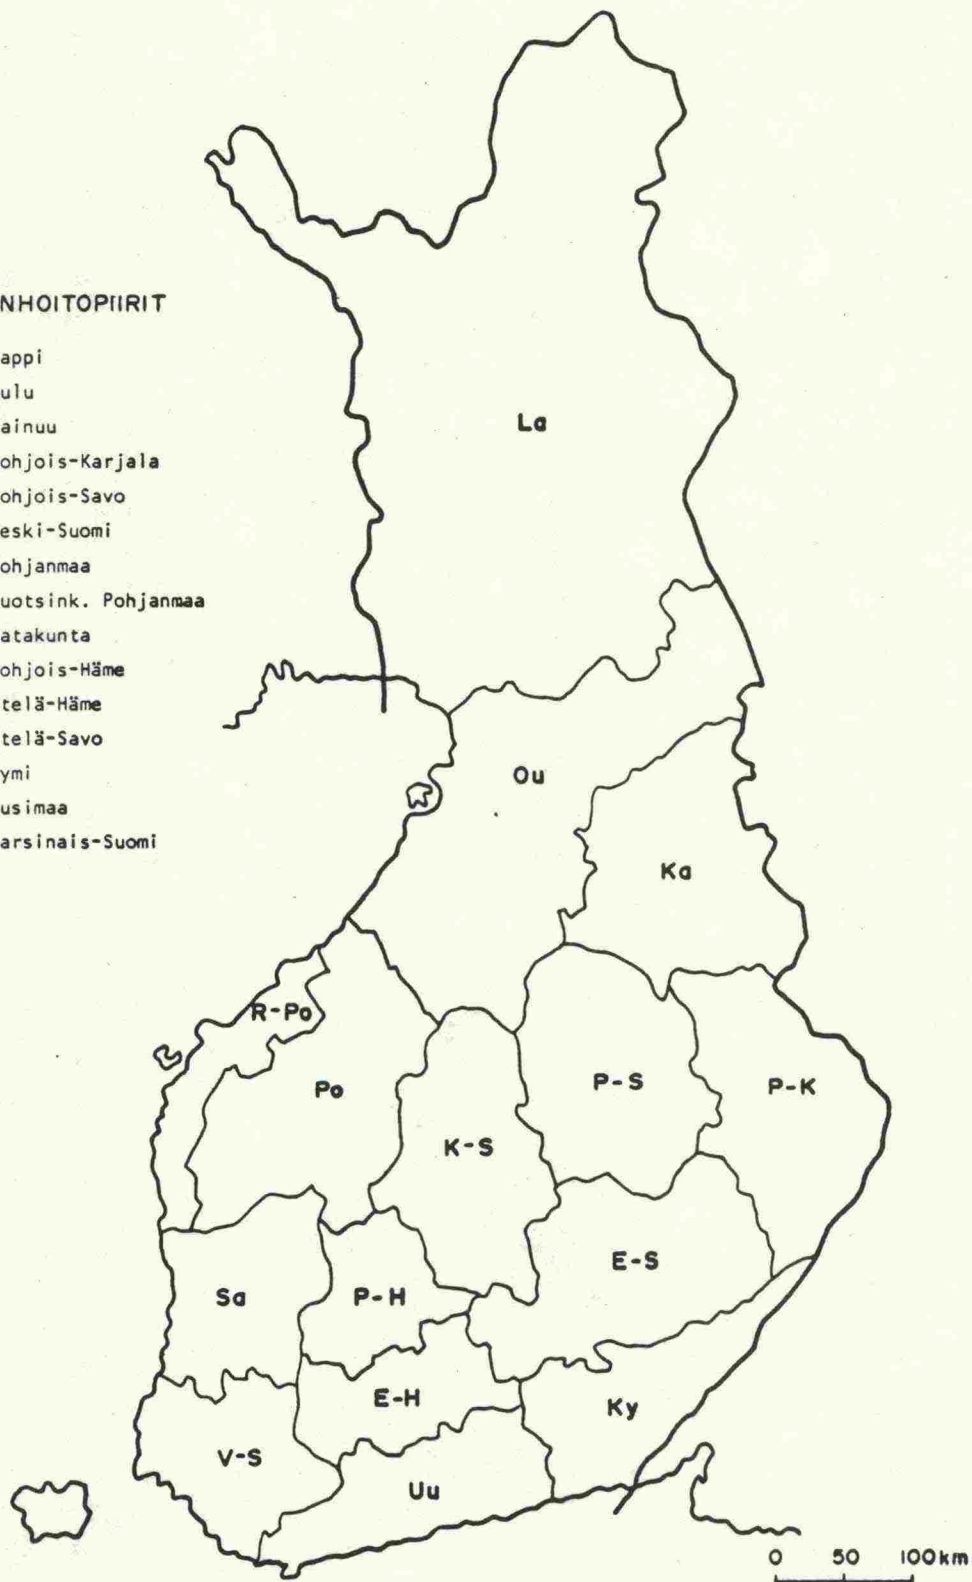 NHOITOPIIRIT
appi
ulu
ainuu
ohjois-Karjala
ohjois-Savo
eski-Suomi
ohjanmaa
uotsink. Pohjanmaa
atakunta
ohjois-Häme
telä-Häme
telä-Savo
ymi
usimaa
arsinais-Suomi
La
Ou
Ka
R-Po
Po
P-S
P-K
K-S
E-S
Sa
P-H
E-H
Ky
V-S
Uu
0 50 100km